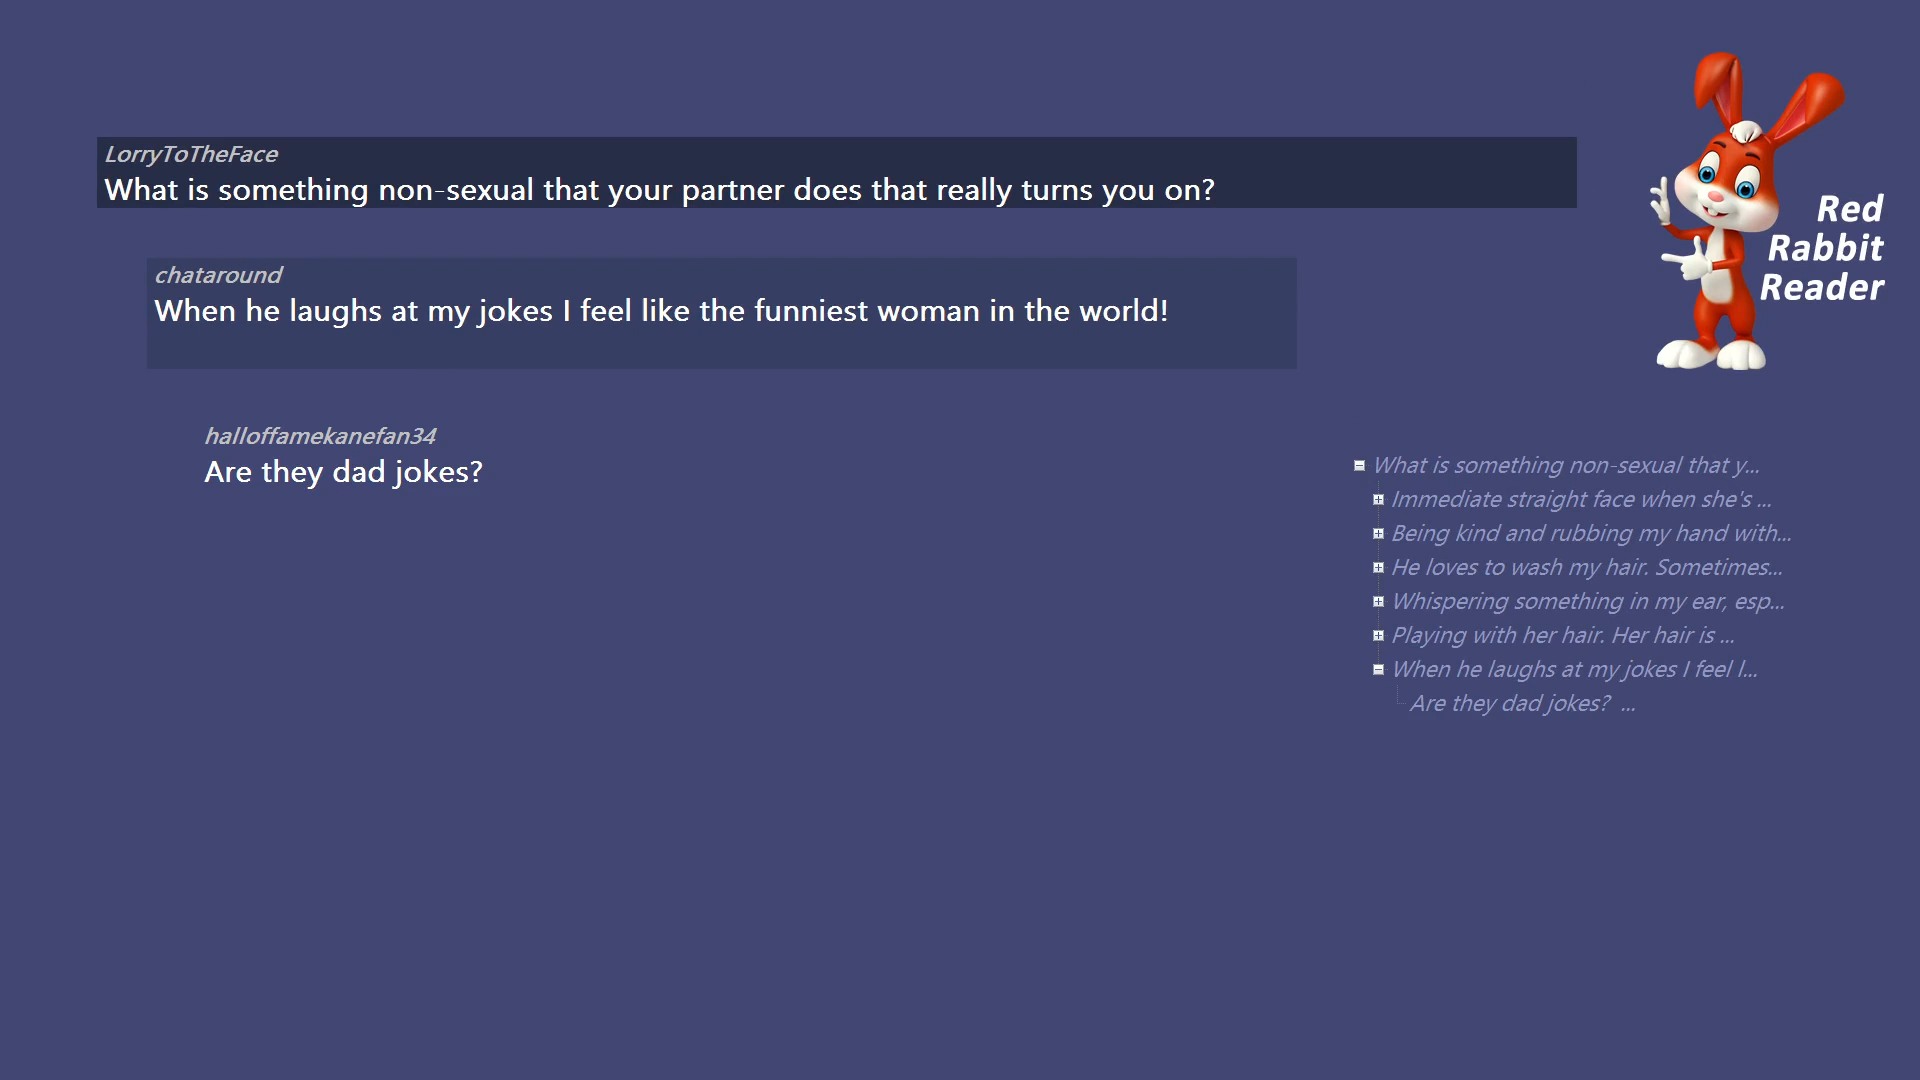 LorryToTheFace
What is something non-sexual that your partner does that really turns you on?
chataround
When he laughs at my jokes I feel like the funniest woman in the world!
halloffamekanefan34
Are they dad jokes?
Red
Rabbit
Reader
What is something non-sexual that y...
Immediate straight face when she's ...
Being kind and rubbing my hand with...
He loves to wash my hair. Sometimes...
Whispering something in my ear, esp...
Playing with her hair. Her hair is ...
When he laughs at my jokes I feel l...
Are they dad jokes?  ...